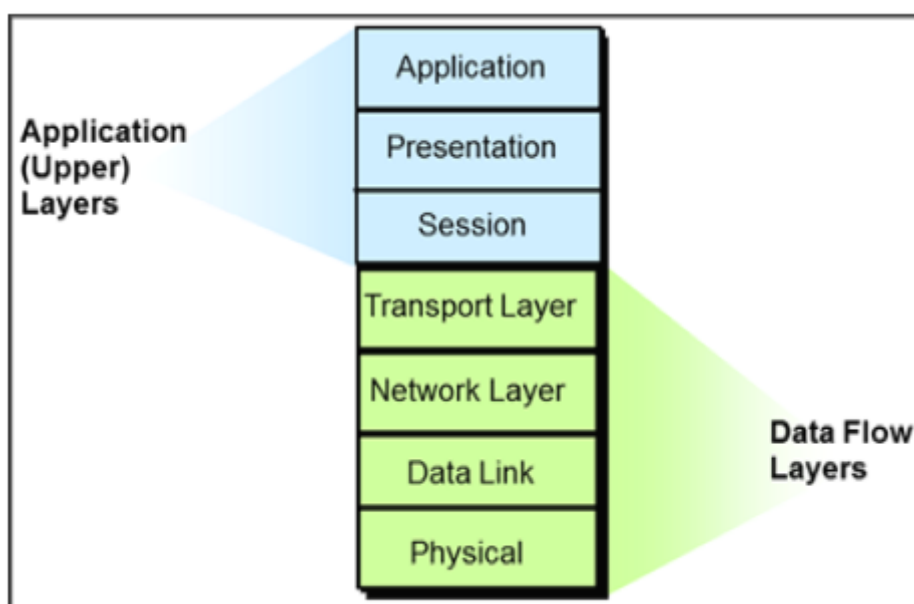 Application
Presentation
Session
Transport Layer
Network Layer
Data Link
Physical
Application
(Upper)
Layers
Data Flow
Layers